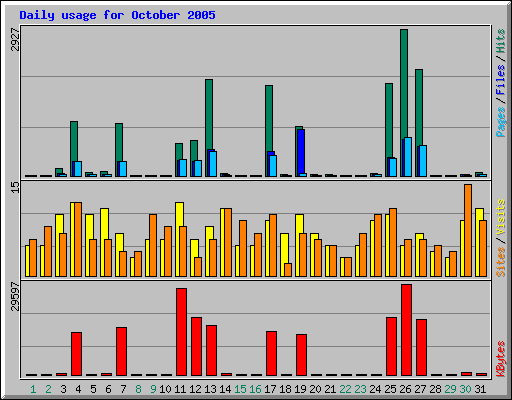 Daily usage for October 2005
2927
Pages / Files / Hits
15
Sites / Visits
29597
KBytes
1 2 3 4 5 6 7 8 9 10 11 12 13 14 15 16 17 18 19 20 21 22 23 24 25 26 27 28 29 30 31